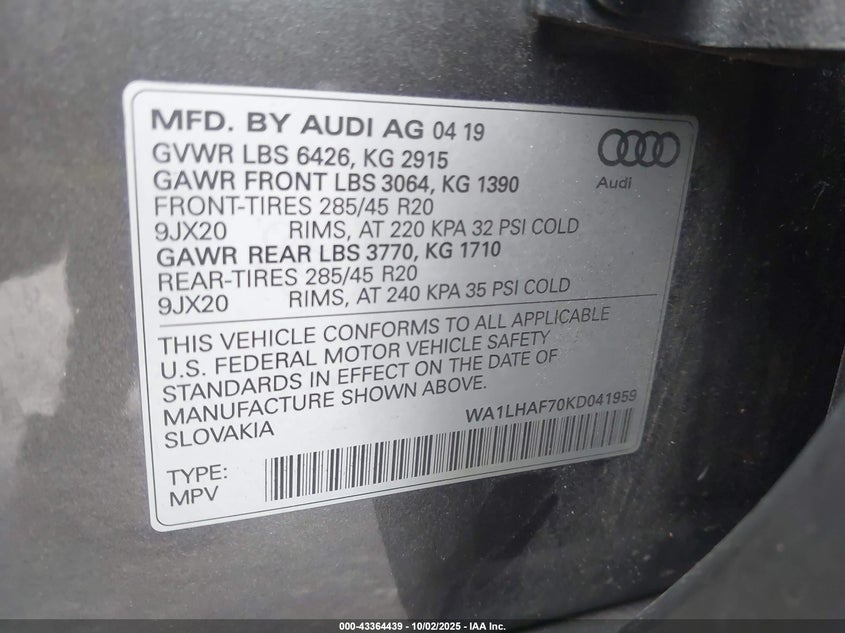 MFD. BY AUDI AG 04 19
GVWR LBS 6426, KG 2915
GAWR FRONT LBS 3064, KG 1390
FRONT-TIRES 285/45 R20
9JX20 RIMS, AT 220 KPA 32 PSI COLD
GAWR REAR LBS 3770, KG 1710
REAR-TIRES 285/45 R20
9JX20 RIMS, AT 240 KPA 35 PSI COLD
Audi
THIS VEHICLE CONFORMS TO ALL APPLICABLE
U.S. FEDERAL MOTOR VEHICLE SAFETY
STANDARDS IN EFFECT ON THE DATE OF
MANUFACTURE SHOWN ABOVE.
SLOVAKIA
WA1LHAF70KD041959
TYPE:
MPV
000-43364439 - 10/02/2025 - IAA Inc.